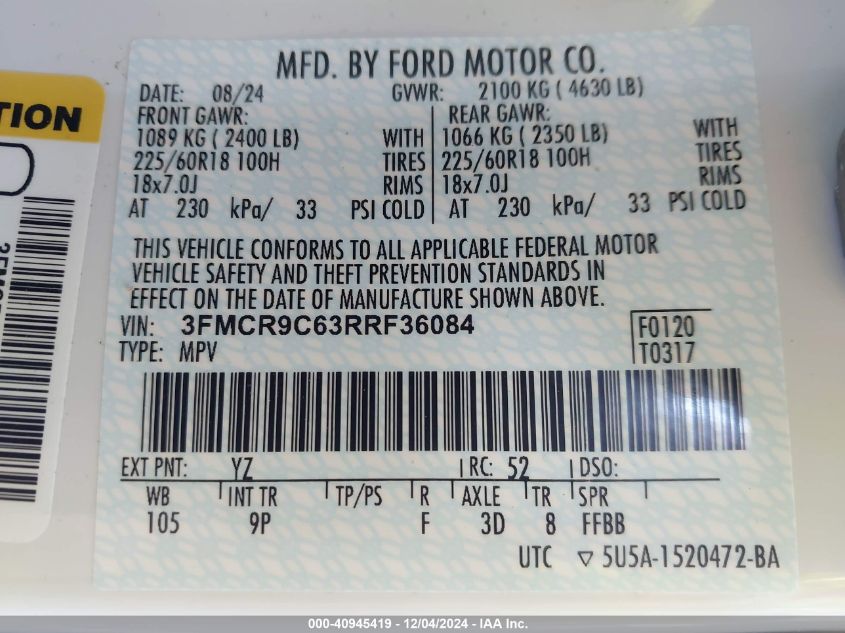 TION
MFD. BY FORD MOTOR CO.
DATE: 08/24 GVWR: 2100 KG ( 4630 LB)
FRONT GAWR: REAR GAWR:
1089 KG ( 2400 LB) WITH 1066 KG ( 2350 LB) WITH
225/60R18 100H TIRES 225/60R18 100H TIRES
18x7.0J RIMS 18x7.0J RIMS
AT 230 kPa/ 33 PSI COLD AT 230 kPa/ 33 PSI COLD
THIS VEHICLE CONFORMS TO ALL APPLICABLE FEDERAL MOTOR
VEHICLE SAFETY AND THEFT PREVENTION STANDARDS IN
EFFECT ON THE DATE OF MANUFACTURE SHOWN ABOVE.
VIN: 3FMCR9C63RRF36084 F0120
TYPE: MPV T0317
EXT PNT: YZ RC: 52 DSO:
WB INT TR TP/PS R AXLE TR SPR
105 9P F 3D 8 FFBB
UTC ▽ 5U5A-1520472-BA
000-40945419 - 12/04/2024 - IAA Inc.